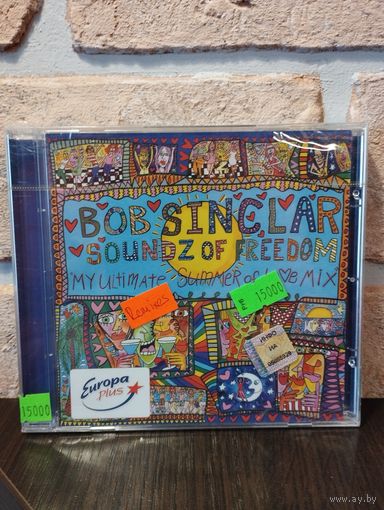 BOB SINCLAR
SOUNDZ OF FREEDOM
MY ULTIMATE SUMMER OF LOVE MIX
Remixes
15000
Europa
plus
15000
www.ay.by